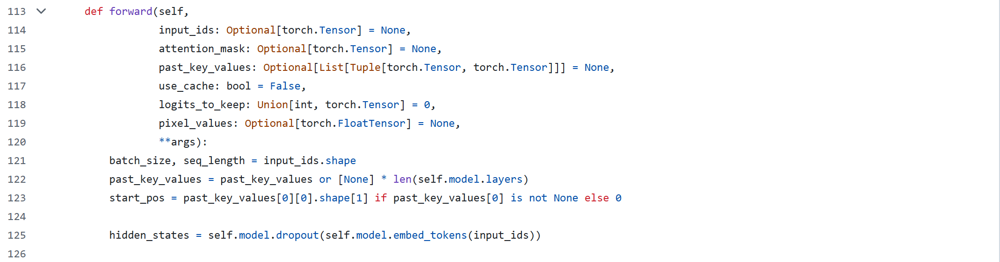 113 def forward(self,
114 input_ids: Optional[torch.Tensor] = None,
115 attention_mask: Optional[torch.Tensor] = None,
116 past_key_values: Optional[List[Tuple[torch.Tensor, torch.Tensor]]] = None,
117 use_cache: bool = False,
118 logits_to_keep: Union[int, torch.Tensor] = 0,
119 pixel_values: Optional[torch.FloatTensor] = None,
120 **args):
121 batch_size, seq_length = input_ids.shape
122 past_key_values = past_key_values or [None] * len(self.model.layers)
123 start_pos = past_key_values[0][0].shape[1] if past_key_values[0] is not None else 0
124
125 hidden_states = self.model.dropout(self.model.embed_tokens(input_ids))
126